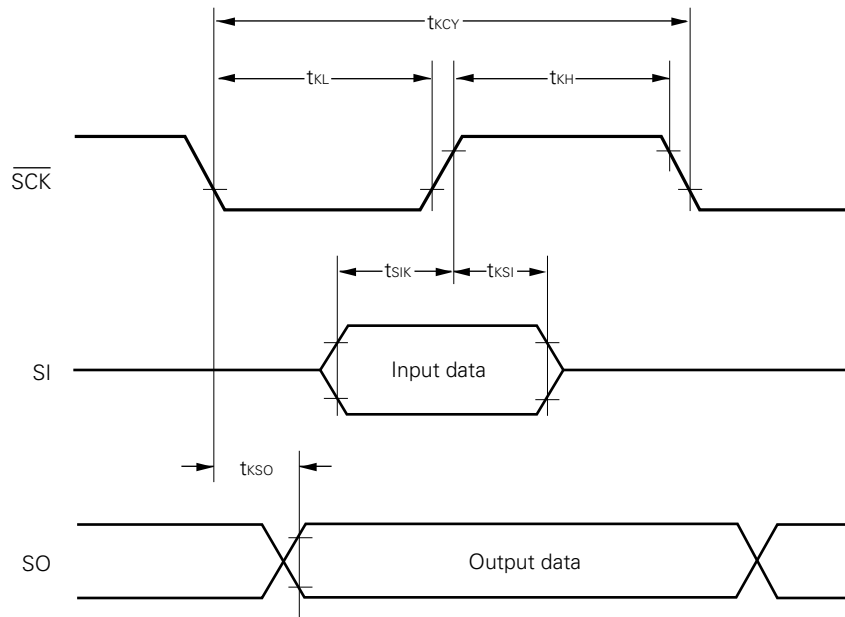 tKCY
tKL
tKH
SCK
tSIK
tKSI
SI
Input data
tKSO
SO
Output data